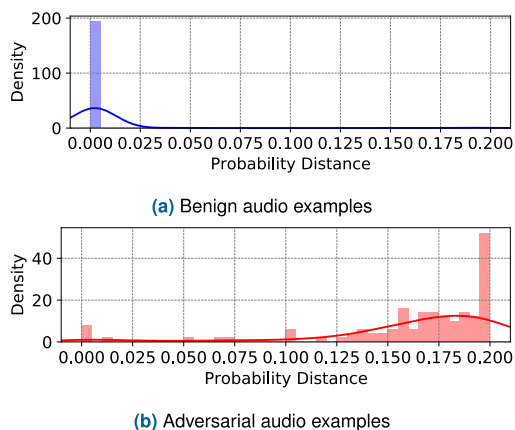 200
100
0
Density
0.000 0.025 0.050 0.075 0.100 0.125 0.150 0.175 0.200
Probability Distance
(a) Benign audio examples
40
20
0
Density
0.000 0.025 0.050 0.075 0.100 0.125 0.150 0.175 0.200
Probability Distance
(b) Adversarial audio examples